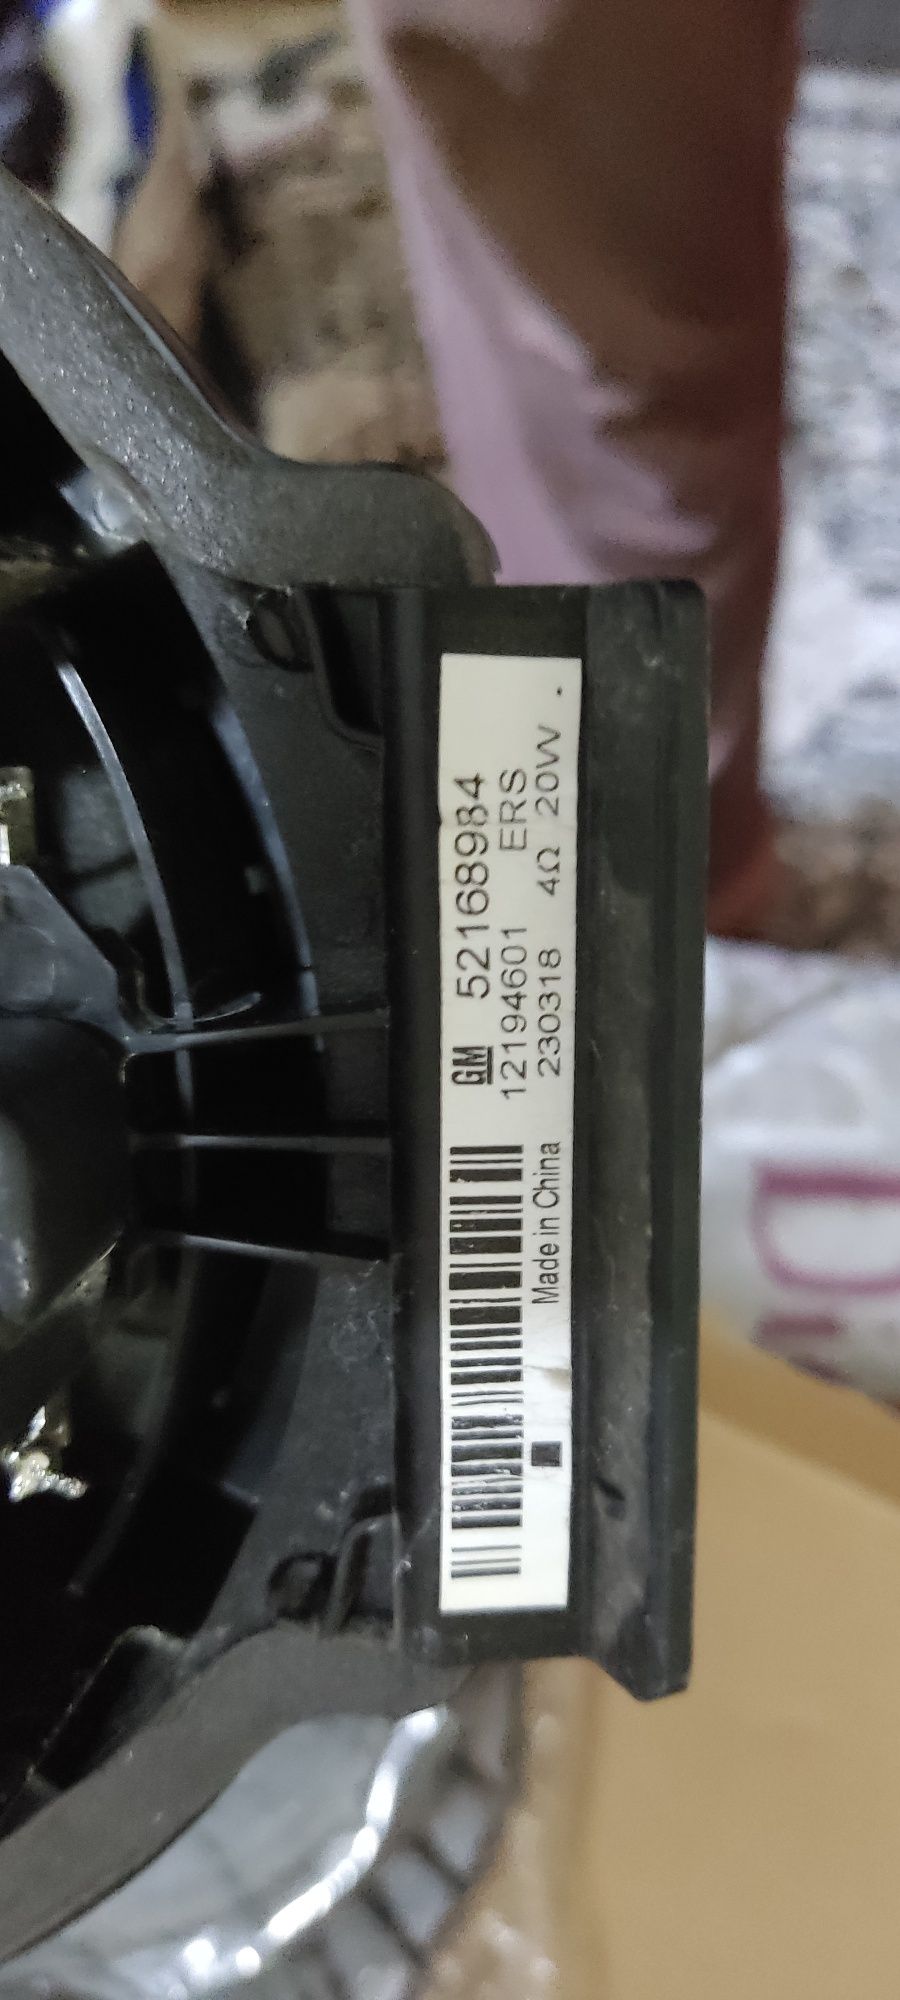 GM 52168984
12194601 ERS
Made in China 230318 4Ω 20W